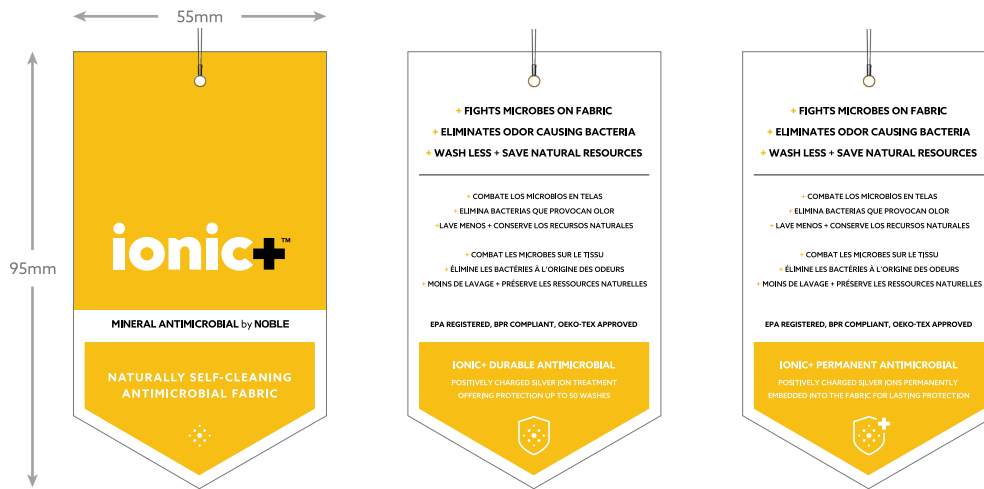 55mm
95mm
ionic+™
MINERAL ANTIMICROBIAL by NOBLE
NATURALLY SELF-CLEANING
ANTIMICROBIAL FABRIC
+ FIGHTS MICROBES ON FABRIC
+ ELIMINATES ODOR CAUSING BACTERIA
+ WASH LESS + SAVE NATURAL RESOURCES
+ COMBATE LOS MICROBIOS EN TELAS
+ ELIMINA BACTERIAS QUE PROVOCAN OLOR
+LAVE MENOS + CONSERVE LOS RECURSOS NATURALES
+ COMBAT LES MICROBES SUR LE TISSU
+ ÉLIMINE LES BACTÉRIES À L'ORIGINE DES ODEURS
+ MOINS DE LAVAGE + PRÉSERVE LES RESSOURCES NATURELLES
EPA REGISTERED, BPR COMPLIANT, OEKO-TEX APPROVED
IONIC+ DURABLE ANTIMICROBIAL
POSITIVELY CHARGED SILVER ION TREATMENT
OFFERING PROTECTION UP TO 50 WASHES
+ FIGHTS MICROBES ON FABRIC
+ ELIMINATES ODOR CAUSING BACTERIA
+ WASH LESS + SAVE NATURAL RESOURCES
+ COMBATE LOS MICROBIOS EN TELAS
+ ELIMINA BACTERIAS QUE PROVOCAN OLOR
+ LAVE MENOS + CONSERVE LOS RECURSOS NATURALES
+ COMBAT LES MICROBES SUR LE TISSU
+ ÉLIMINE LES BACTÉRIES À L'ORIGINE DES ODEURS
+ MOINS DE LAVAGE + PRÉSERVE LES RESSOURCES NATURELLES
EPA REGISTERED, BPR COMPLIANT, OEKO-TEX APPROVED
IONIC+ PERMANENT ANTIMICROBIAL
POSITIVELY CHARGED SILVER IONS PERMANENTLY
EMBEDDED INTO THE FABRIC FOR LASTING PROTECTION